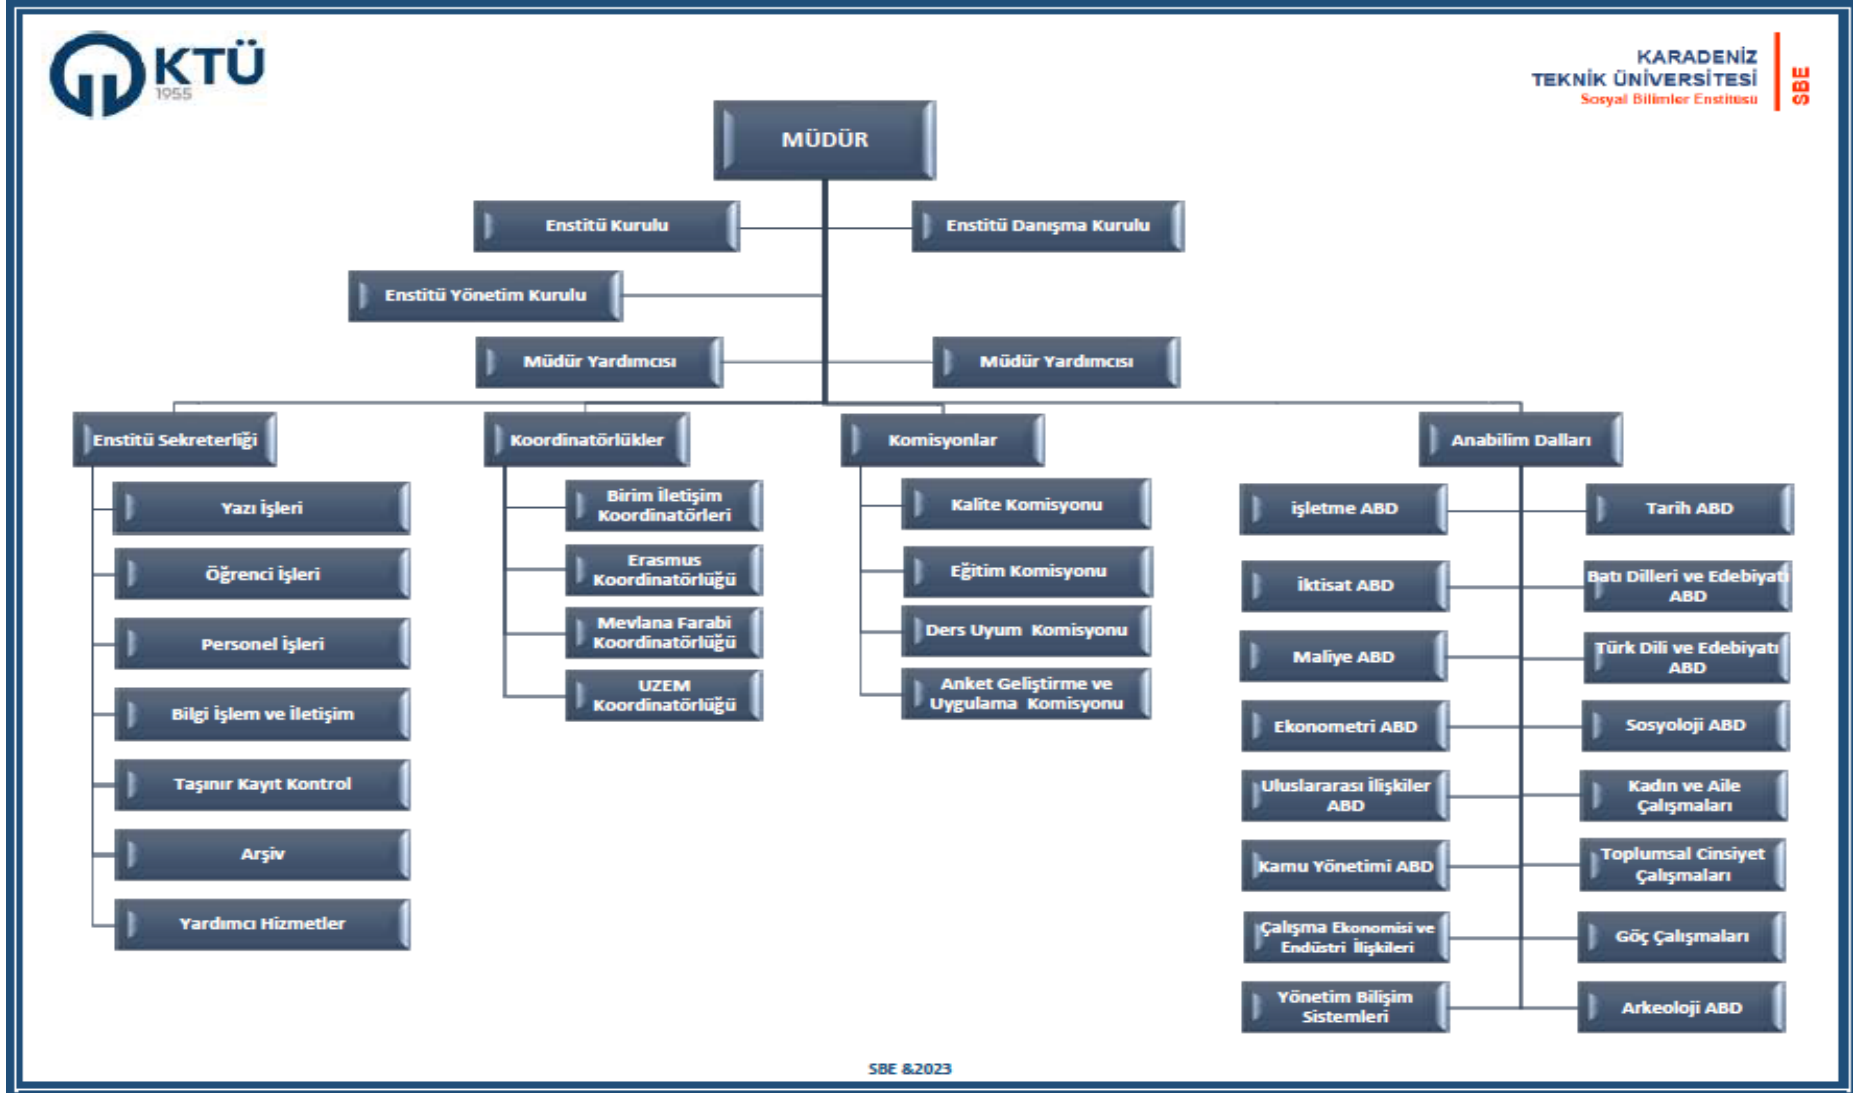 KTÜ
1955
KARADENİZ
TEKNİK ÜNİVERSİTESİ
Sosyal Bilimler Enstitüsü
SBE
MÜDÜR
Enstitü Kurulu
Enstitü Danışma Kurulu
Enstitü Yönetim Kurulu
Müdür Yardımcısı
Müdür Yardımcısı
Enstitü Sekreterliği
Koordinatörlükler
Komisyonlar
Anabilim Dalları
Yazı İşleri
Öğrenci İşleri
Personel İşleri
Bilgi İşlem ve İletişim
Taşınır Kayıt Kontrol
Arşiv
Yardımcı Hizmetler
Birim İletişim
Koordinatörleri
Erasmus
Koordinatörlüğü
Mevlana Farabi
Koordinatörlüğü
UZEM
Koordinatörlüğü
Kalite Komisyonu
Eğitim Komisyonu
Ders Uyum Komisyonu
Anket Geliştirme ve
Uygulama Komisyonu
işletme ABD
İktisat ABD
Maliye ABD
Ekonometri ABD
Uluslararası İlişkiler
ABD
Kamu Yönetimi ABD
Çalışma Ekonomisi ve
Endüstri İlişkileri
Yönetim Bilişim
Sistemleri
Tarih ABD
Batı Dilleri ve Edebiyatı
ABD
Türk Dili ve Edebiyatı
ABD
Sosyoloji ABD
Kadın ve Aile
Çalışmaları
Toplumsal Cinsiyet
Çalışmaları
Göç Çalışmaları
Arkeoloji ABD
SBE &2023